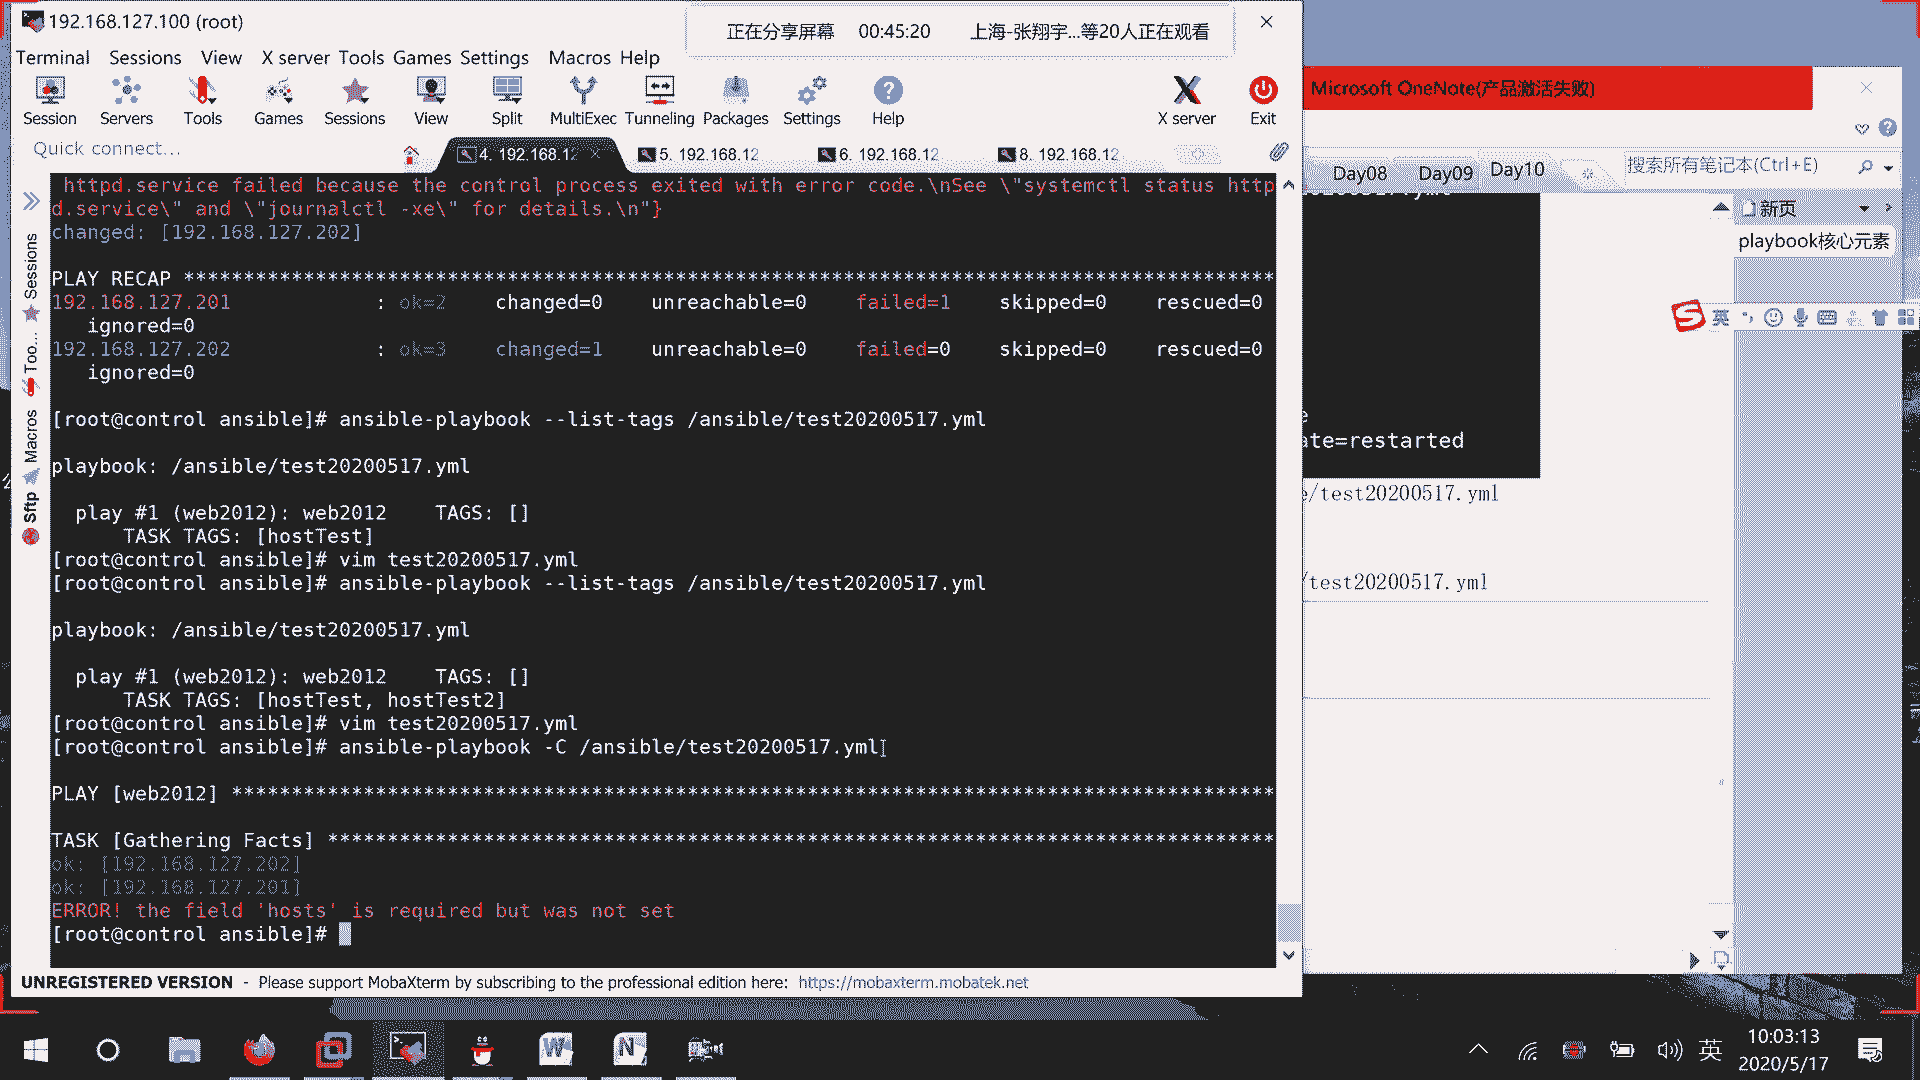 192.168.127.100 (root)
正在分享屏幕 00:45:20 上海-张翔宇...等20人正在观看
Terminal Sessions View X server Tools Games Settings Macros Help
Session Servers Tools Games Sessions View Split MultiExec Tunneling Packages Settings Help X server Exit
Quick connect...
4. 192.168.12 5. 192.168.12 6. 192.168.12 8. 192.168.12
Sessions
Too...
Macros
Sftp
httpd.service failed because the control process exited with error code.\nSee \"systemctl status http
d.service\" and \"journalctl -xe\" for details.\n"}
changed: [192.168.127.202]
PLAY RECAP *******************************************************************************************
192.168.127.201 : ok=2 changed=0 unreachable=0 failed=1 skipped=0 rescued=0
ignored=0
192.168.127.202 : ok=3 changed=1 unreachable=0 failed=0 skipped=0 rescued=0
ignored=0
[root@control ansible]# ansible-playbook --list-tags /ansible/test20200517.yml
playbook: /ansible/test20200517.yml
play #1 (web2012): web2012 TAGS: []
TASK TAGS: [hostTest]
[root@control ansible]# vim test20200517.yml
[root@control ansible]# ansible-playbook --list-tags /ansible/test20200517.yml
playbook: /ansible/test20200517.yml
play #1 (web2012): web2012 TAGS: []
TASK TAGS: [hostTest, hostTest2]
[root@control ansible]# vim test20200517.yml
[root@control ansible]# ansible-playbook -C /ansible/test20200517.yml
PLAY [web2012] ***************************************************************************************
TASK [Gathering Facts] *******************************************************************************
ok: [192.168.127.202]
ok: [192.168.127.201]
ERROR! the field 'hosts' is required but was not set
[root@control ansible]#
UNREGISTERED VERSION - Please support MobaXterm by subscribing to the professional edition here: https://mobaxterm.mobatek.net
Microsoft OneNote(产品激活失败)
Day08 Day09 Day10
搜索所有笔记本(Ctrl+E)
新页
playbook核心元素
英
ate=restarted
e/test20200517.yml
/test20200517.yml
英
10:03:13
2020/5/17